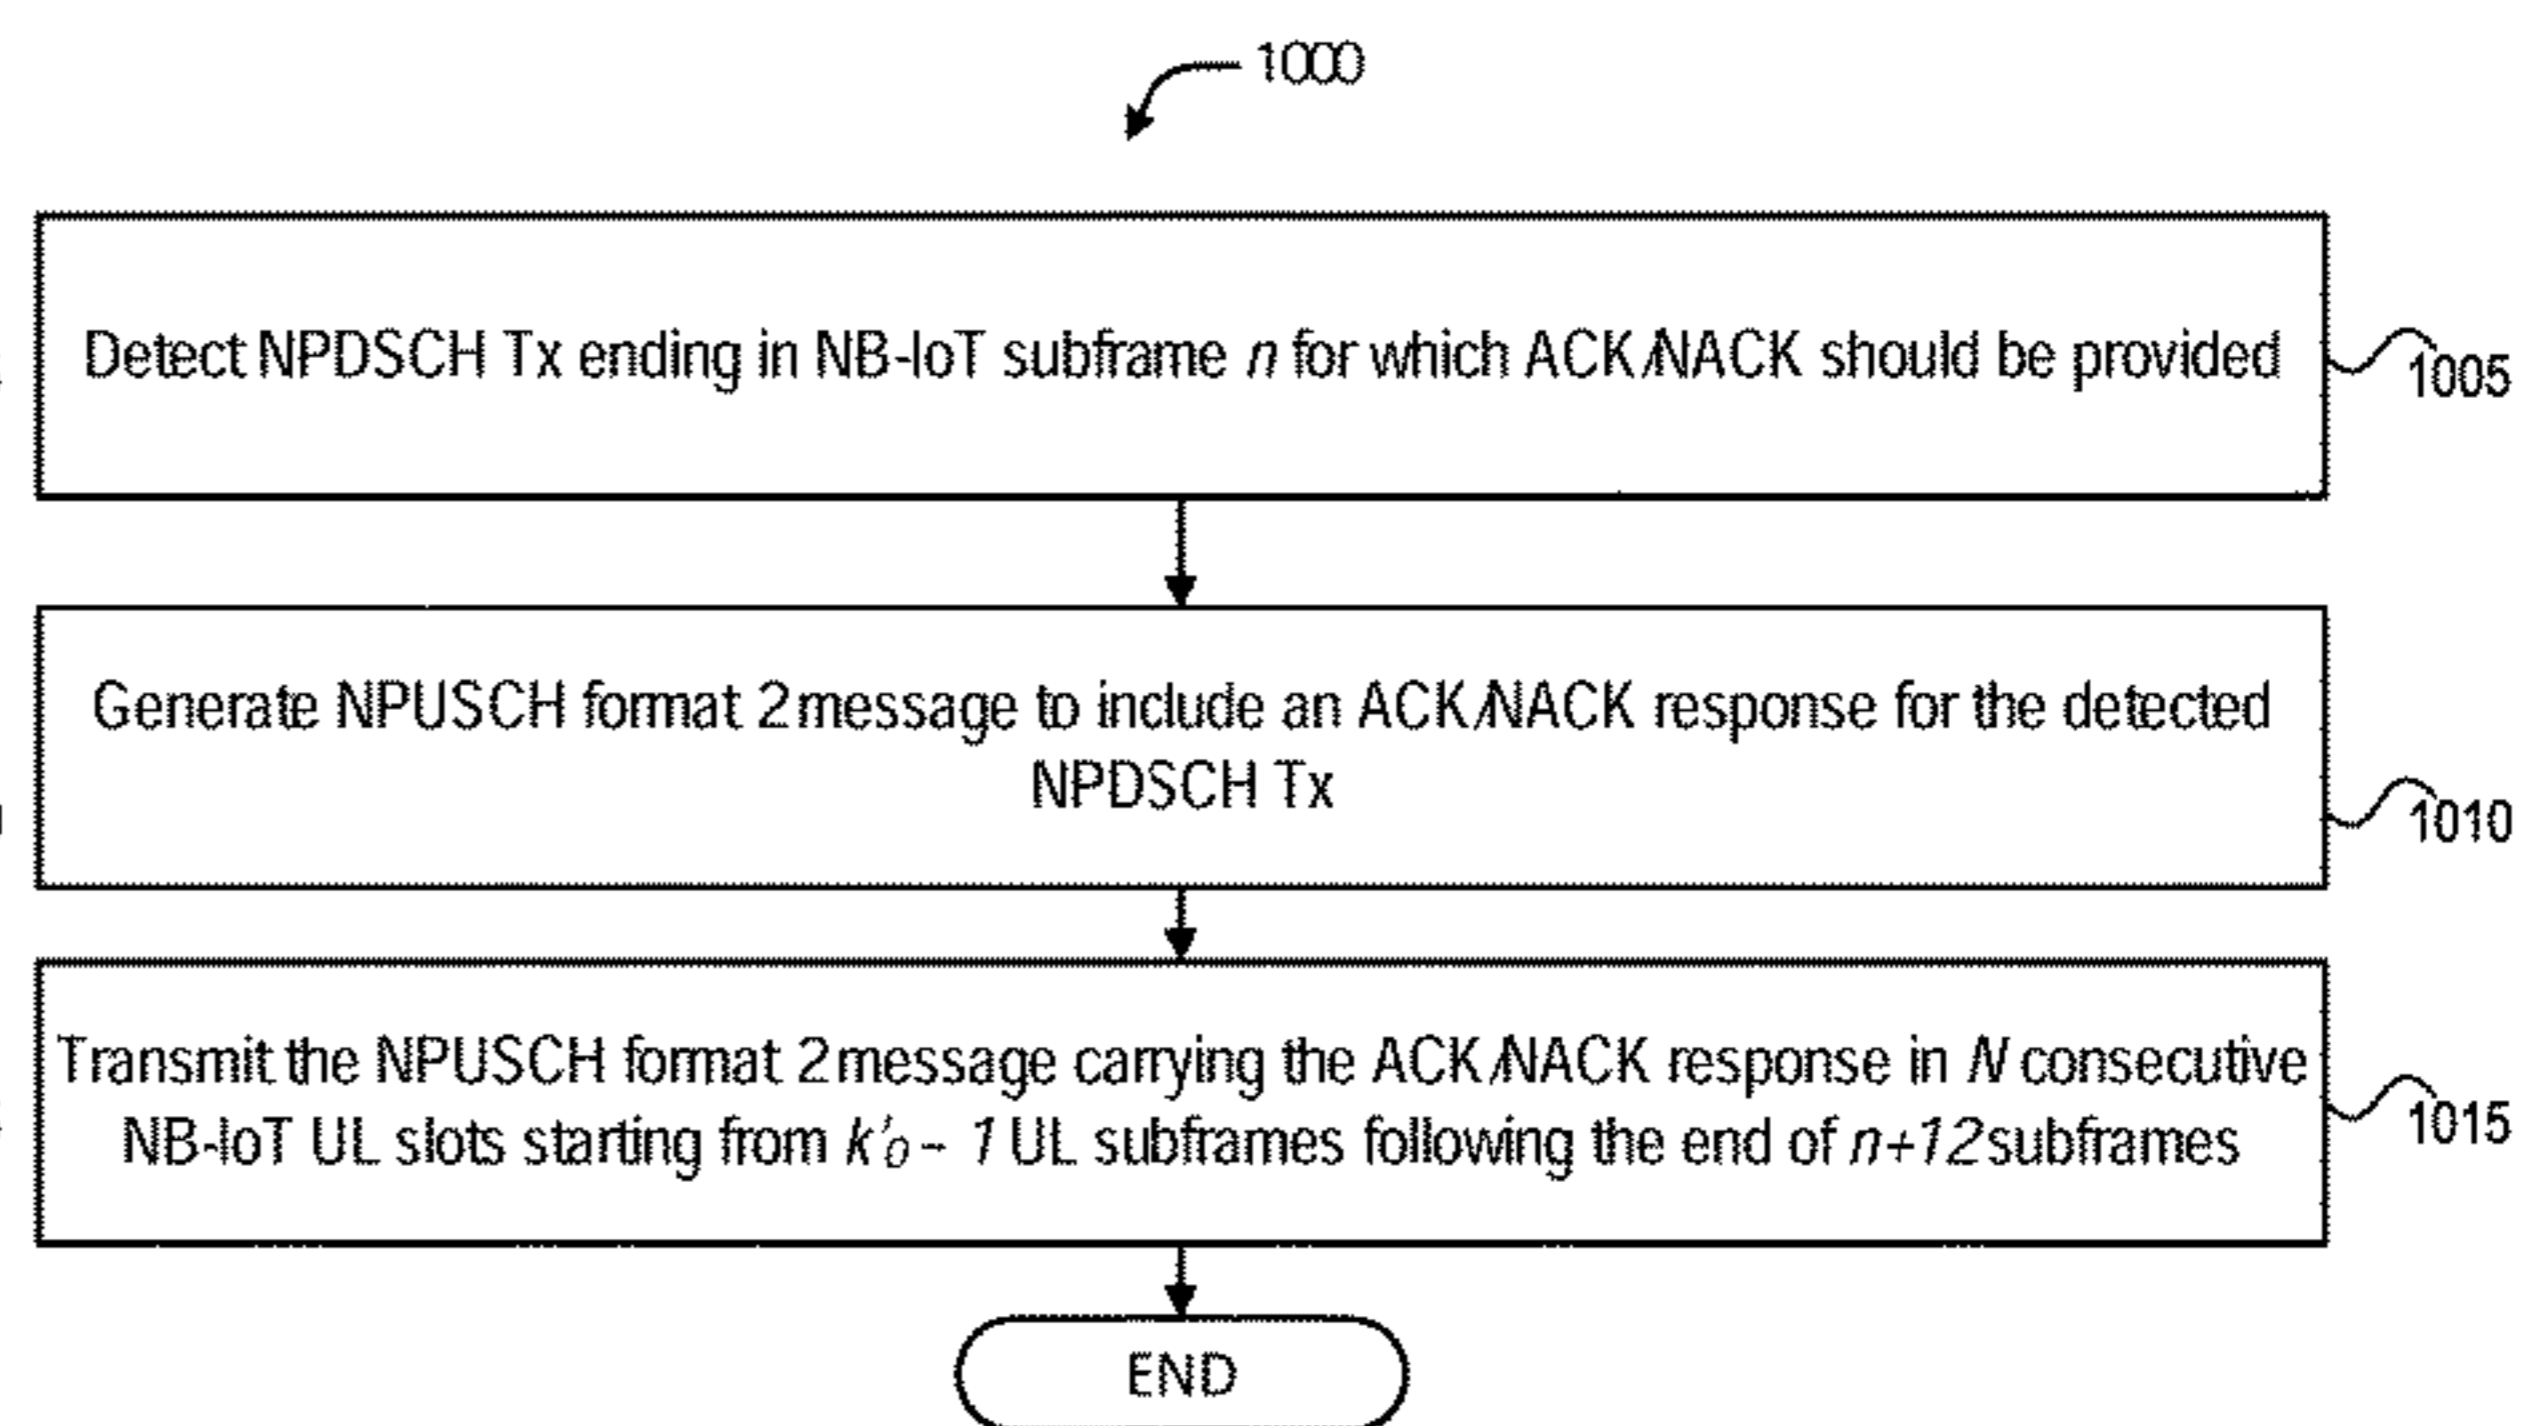 1000
Detect NPDSCH Tx ending in NB-IoT subframe n for which ACK/NACK should be provided
1005
Generate NPUSCH format 2 message to include an ACK/NACK response for the detected
NPDSCH Tx
1010
Transmit the NPUSCH format 2 message carrying the ACK/NACK response in N consecutive
NB-IoT UL slots starting from k'0 - 1 UL subframes following the end of n+12 subframes
1015
END